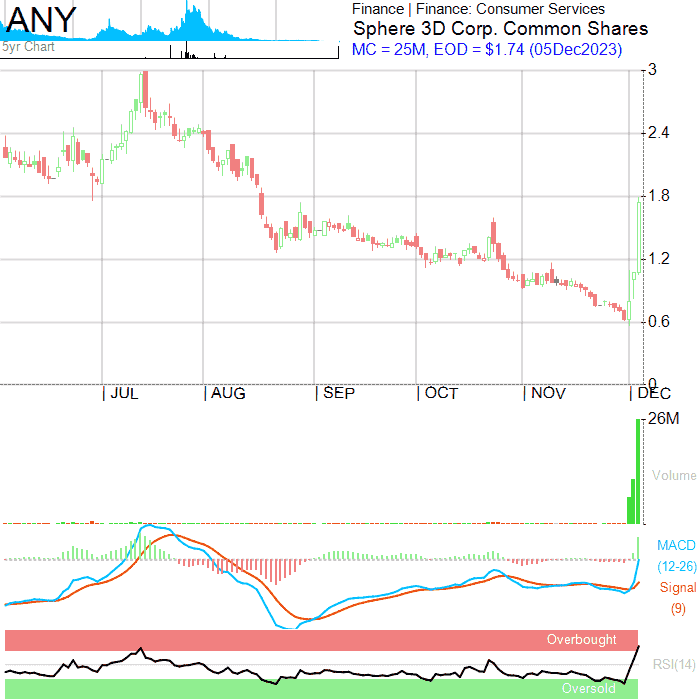 ANY
5yr Chart
Finance | Finance: Consumer Services
Sphere 3D Corp. Common Shares
MC = 25M, EOD = $1.74 (05Dec2023)
3
2.4
1.8
1.2
0.6
0
| JUL | AUG | SEP | OCT | NOV | DEC
26M
Volume
MACD
(12-26)
Signal
(9)
Overbought
RSI(14)
Oversold